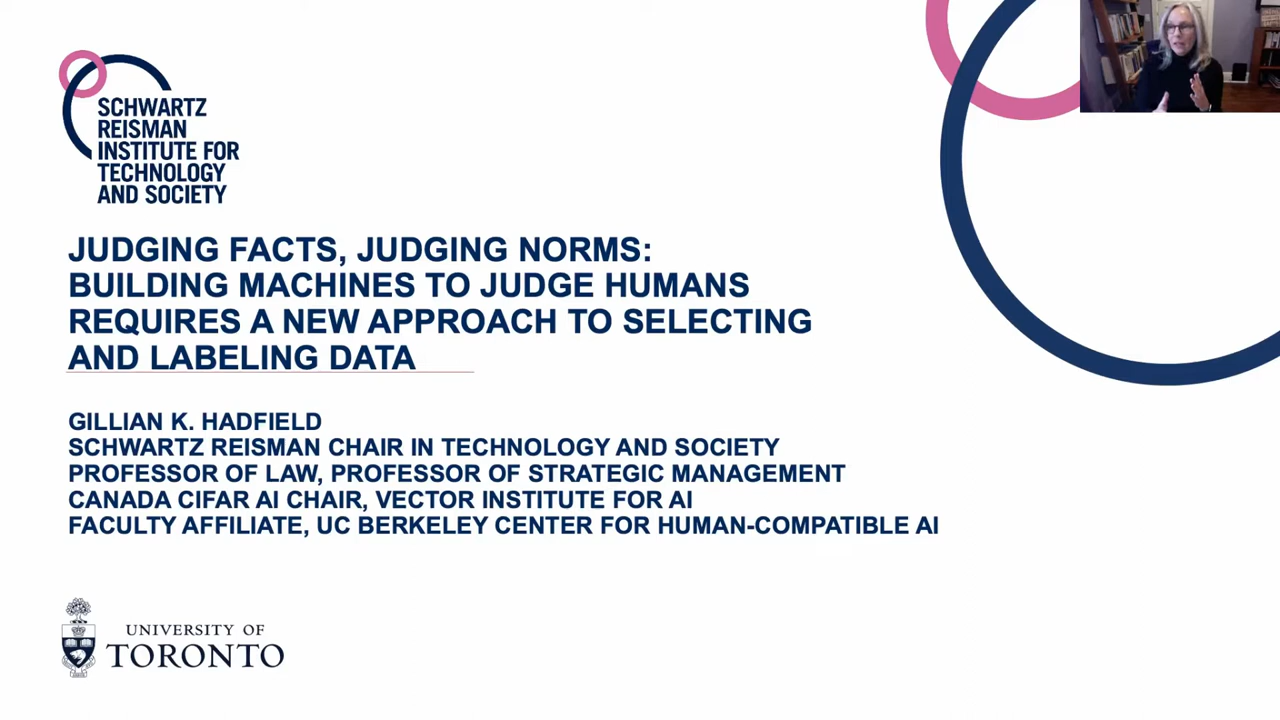 SCHWARTZ
REISMAN
INSTITUTE FOR
TECHNOLOGY
AND SOCIETY
JUDGING FACTS, JUDGING NORMS:
BUILDING MACHINES TO JUDGE HUMANS
REQUIRES A NEW APPROACH TO SELECTING
AND LABELING DATA
GILLIAN K. HADFIELD
SCHWARTZ REISMAN CHAIR IN TECHNOLOGY AND SOCIETY
PROFESSOR OF LAW, PROFESSOR OF STRATEGIC MANAGEMENT
CANADA CIFAR AI CHAIR, VECTOR INSTITUTE FOR AI
FACULTY AFFILIATE, UC BERKELEY CENTER FOR HUMAN-COMPATIBLE AI
UNIVERSITY OF
TORONTO